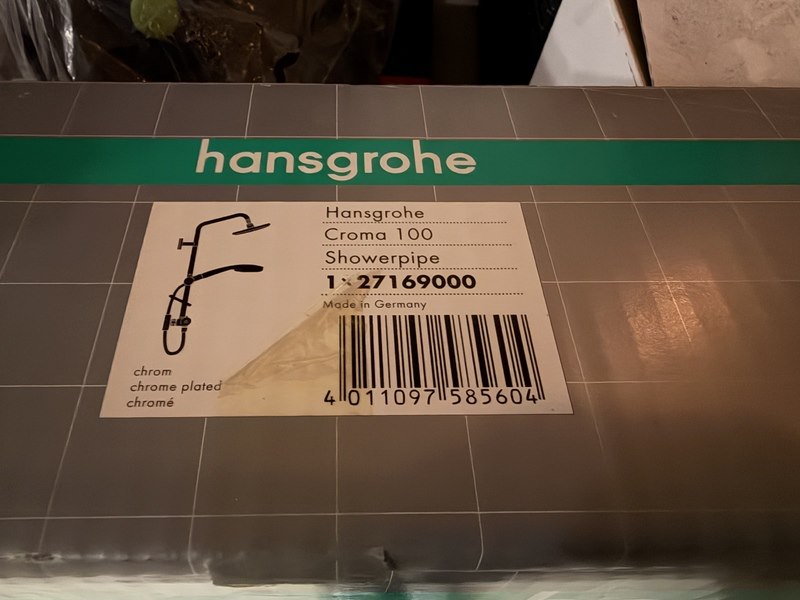 hansgrohe
Hansgrohe
Croma 100
Showerpipe
1 x 27169000
Made in Germany
chrom
chrome plated
chromé
4 011097 585604